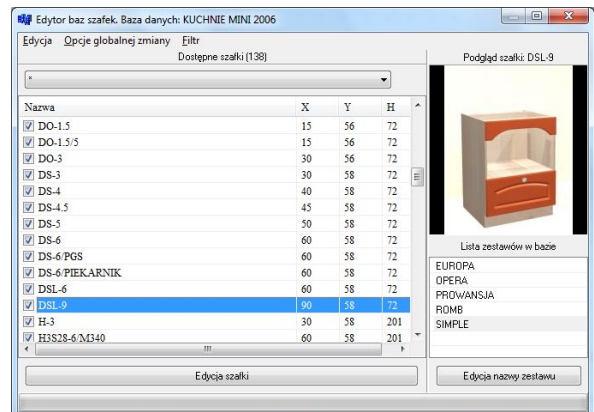 Edytor baz szafek. Baza danych: KUCHNIE MINI 2006
Edycja Opcje globalnej zmiany Filtr
Dostępne szafki (138)
*
Nazwa X Y H
DO-1.5 15 56 72
DO-1.5/5 15 56 72
DO-3 30 56 72
DS-3 30 58 72
DS-4 40 58 72
DS-4.5 45 58 72
DS-5 50 58 72
DS-6 60 58 72
DS-6/PGS 60 58 72
DS-6/PIEKARNIK 60 58 72
DSL-6 60 58 72
DSL-9 90 58 72
H-3 30 58 201
H3S28-6/M340 60 58 201
Edycja szafki
Podgląd szafki: DSL-9
Lista zestawów w bazie
EUROPA
OPERA
PROWANSJA
ROMB
SIMPLE
Edycja nazwy zestawu